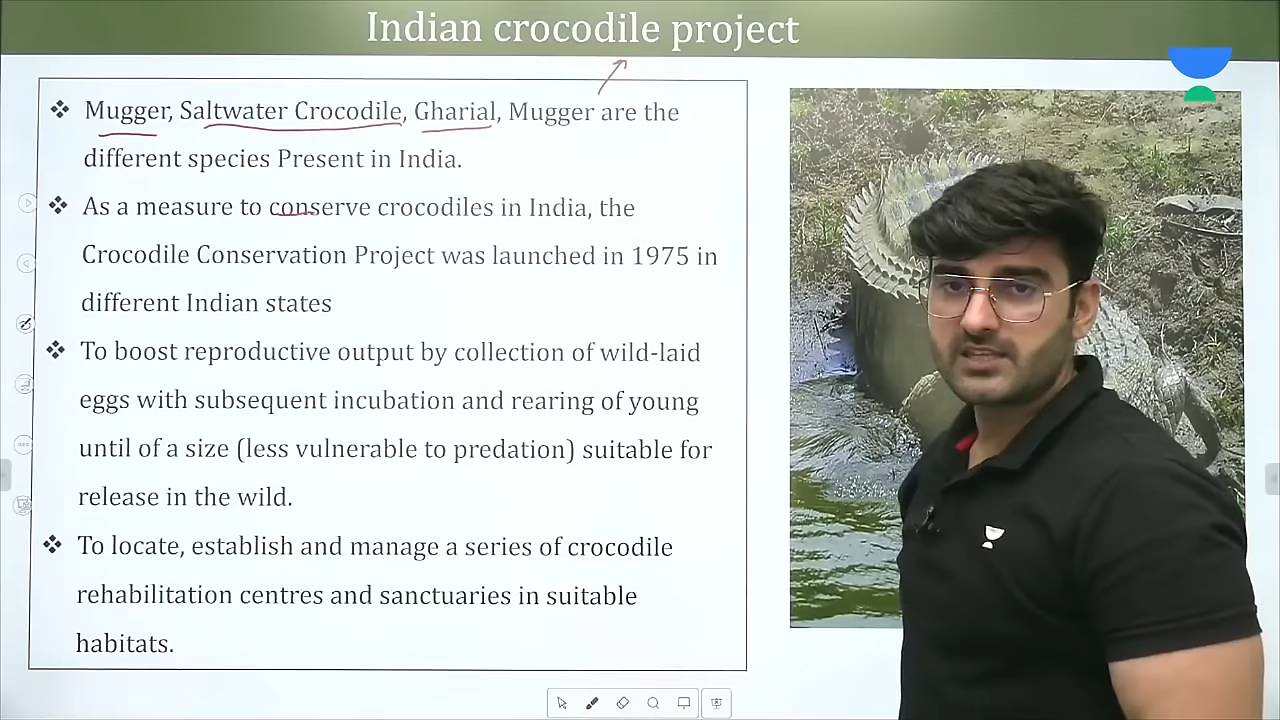 Indian crocodile project
❖ Mugger, Saltwater Crocodile, Gharial, Mugger are the
different species Present in India.
❖ As a measure to conserve crocodiles in India, the
Crocodile Conservation Project was launched in 1975 in
different Indian states
❖ To boost reproductive output by collection of wild-laid
eggs with subsequent incubation and rearing of young
until of a size (less vulnerable to predation) suitable for
release in the wild.
❖ To locate, establish and manage a series of crocodile
rehabilitation centres and sanctuaries in suitable
habitats.